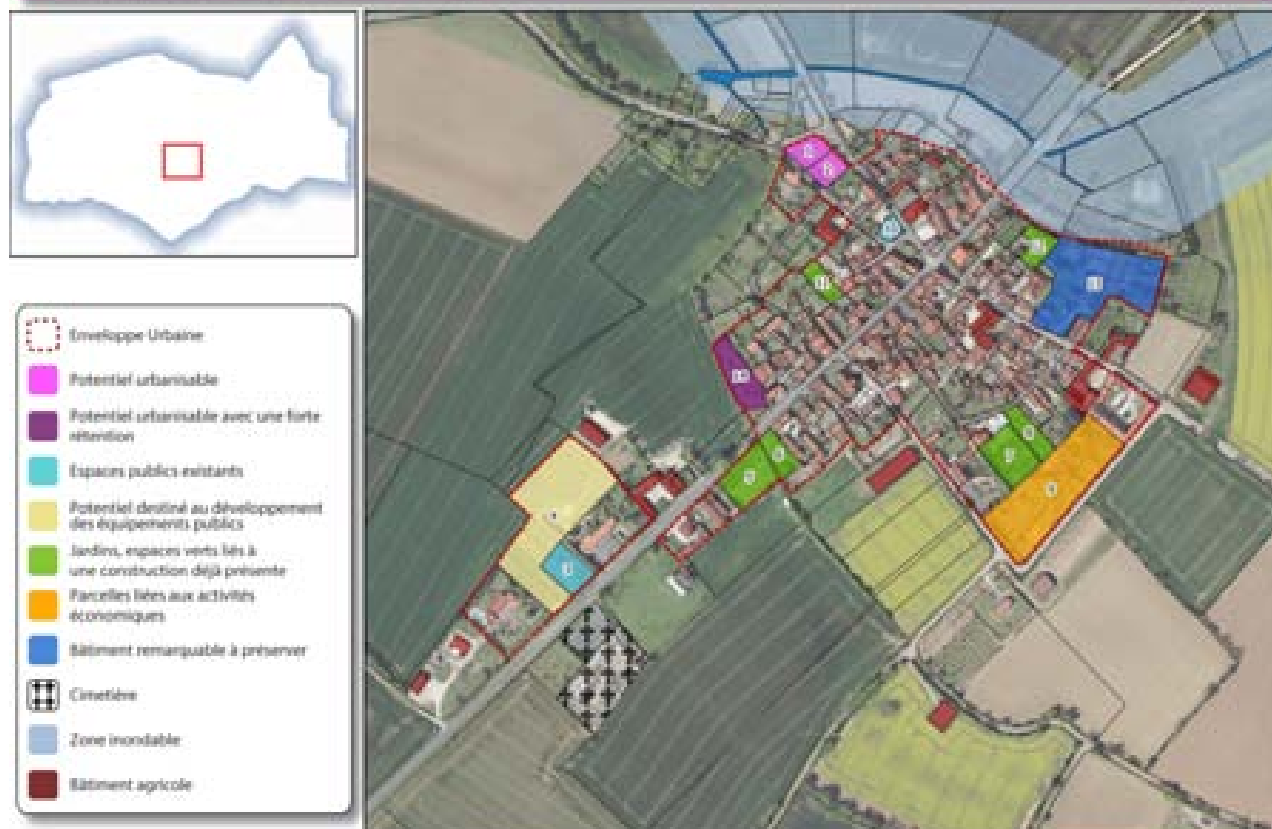 Enveloppe Urbaine
Potentiel urbanisable
Potentiel urbanisable avec une forte
rétention
Espaces publics existants
Potentiel destiné au développement
des équipements publics
Jardins, espaces verts liés à
une construction déjà présente
Parcelles liées aux activités
économiques
Bâtiment remarquable à préserver
Cimetière
Zone inondable
Bâtiment agricole